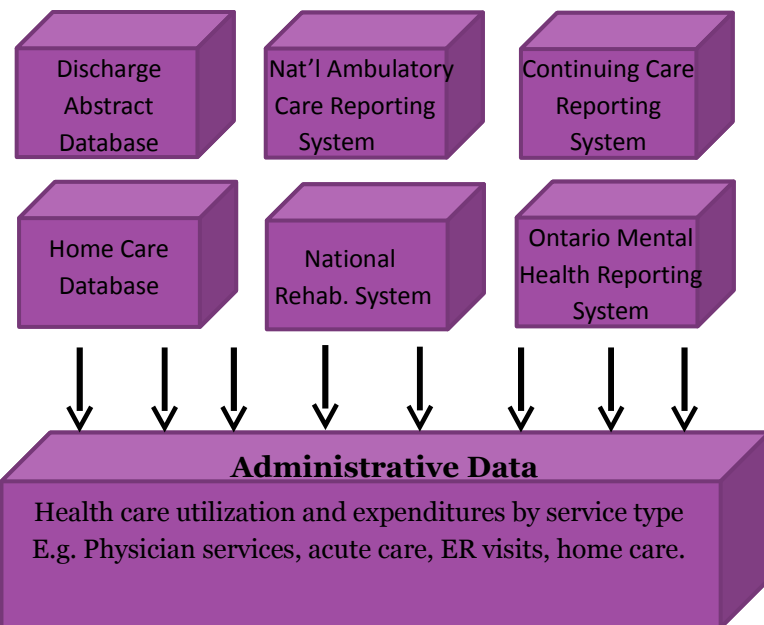 Discharge
Abstract
Database
Nat’l Ambulatory
Care Reporting
System
Continuing Care
Reporting
System
Home Care
Database
National
Rehab. System
Ontario Mental
Health Reporting
System
Administrative Data
Health care utilization and expenditures by service type
E.g. Physician services, acute care, ER visits, home care.